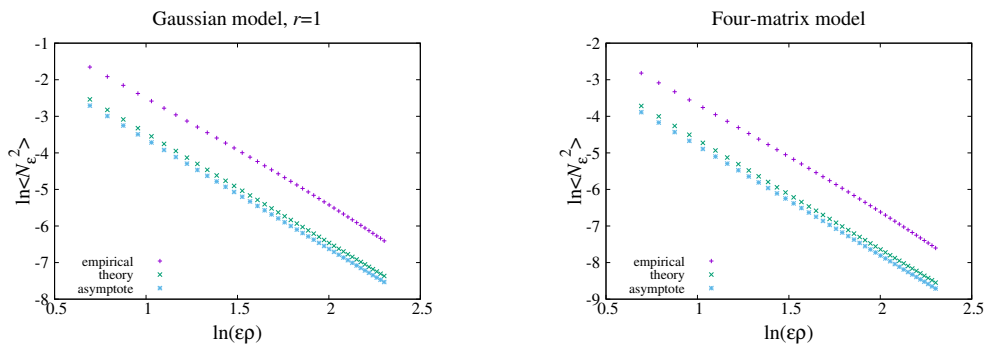 Gaussian model, r=1
-1
-2
-3
-4
-5
-6
-7
-8
ln<N_ε^2>
empirical
theory
asymptote
0.5 1 1.5 2 2.5
ln(ερ)
Four-matrix model
-2
-3
-4
-5
-6
-7
-8
-9
ln<N_ε^2>
empirical
theory
asymptote
0.5 1 1.5 2 2.5
ln(ερ)